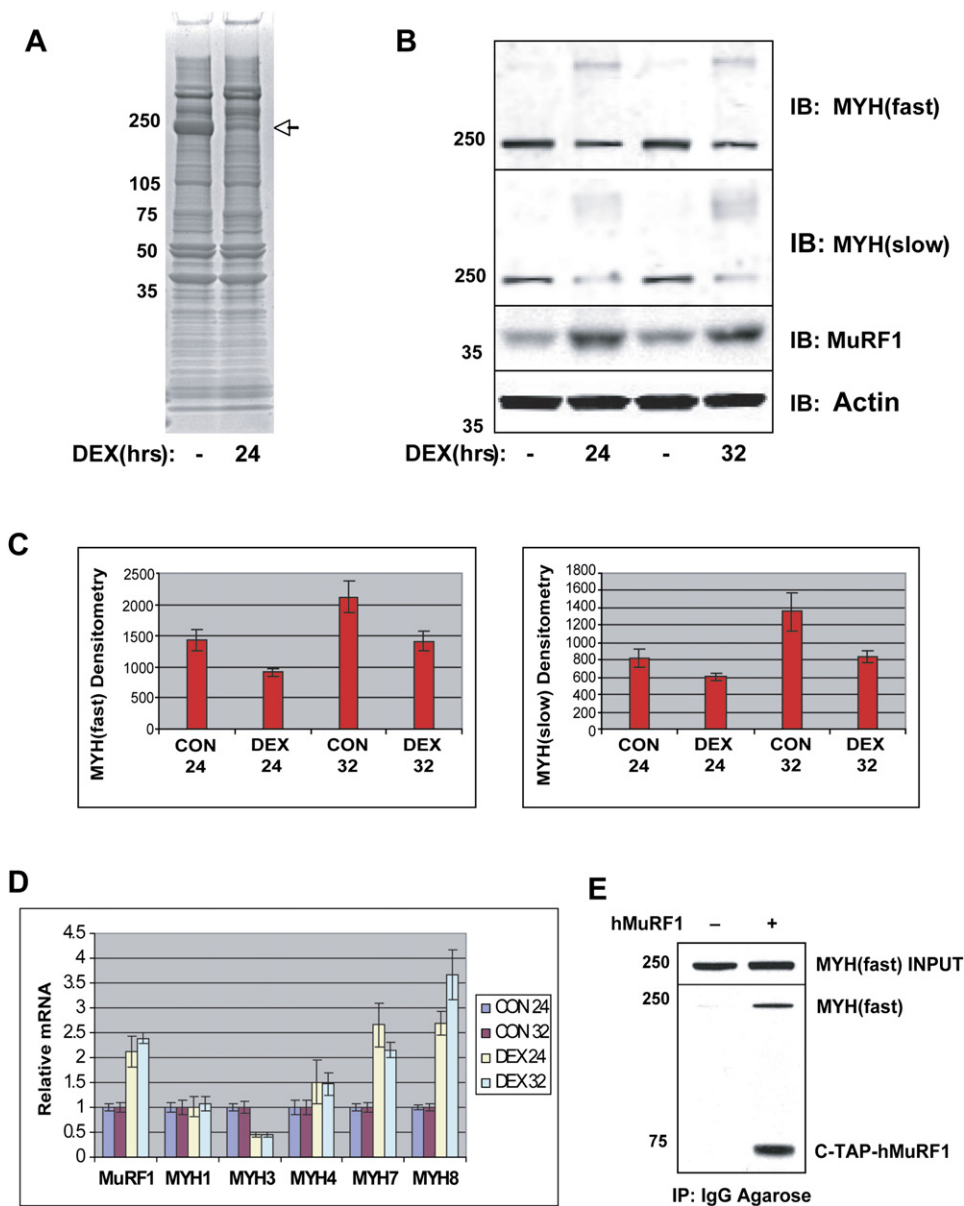 A
250
105
75
50
35
DEX(hrs): - 24
B
250
IB: MYH(fast)
250
IB: MYH(slow)
35
IB: MuRF1
35
IB: Actin
DEX(hrs): - 24 - 32
C
MYH(fast) Densitometry
2500
2000
1500
1000
500
0
CON 24
DEX 24
CON 32
DEX 32
MYH(slow) Densitometry
1800
1600
1400
1200
1000
800
600
400
200
0
CON 24
DEX 24
CON 32
DEX 32
D
Relative mRNA
4.5
4
3.5
3
2.5
2
1.5
1
0.5
0
MuRF1 MYH1 MYH3 MYH4 MYH7 MYH8
CON 24
CON 32
DEX 24
DEX 32
E
hMuRF1 – +
250
MYH(fast) INPUT
250
MYH(fast)
75
C-TAP-hMuRF1
IP: IgG Agarose